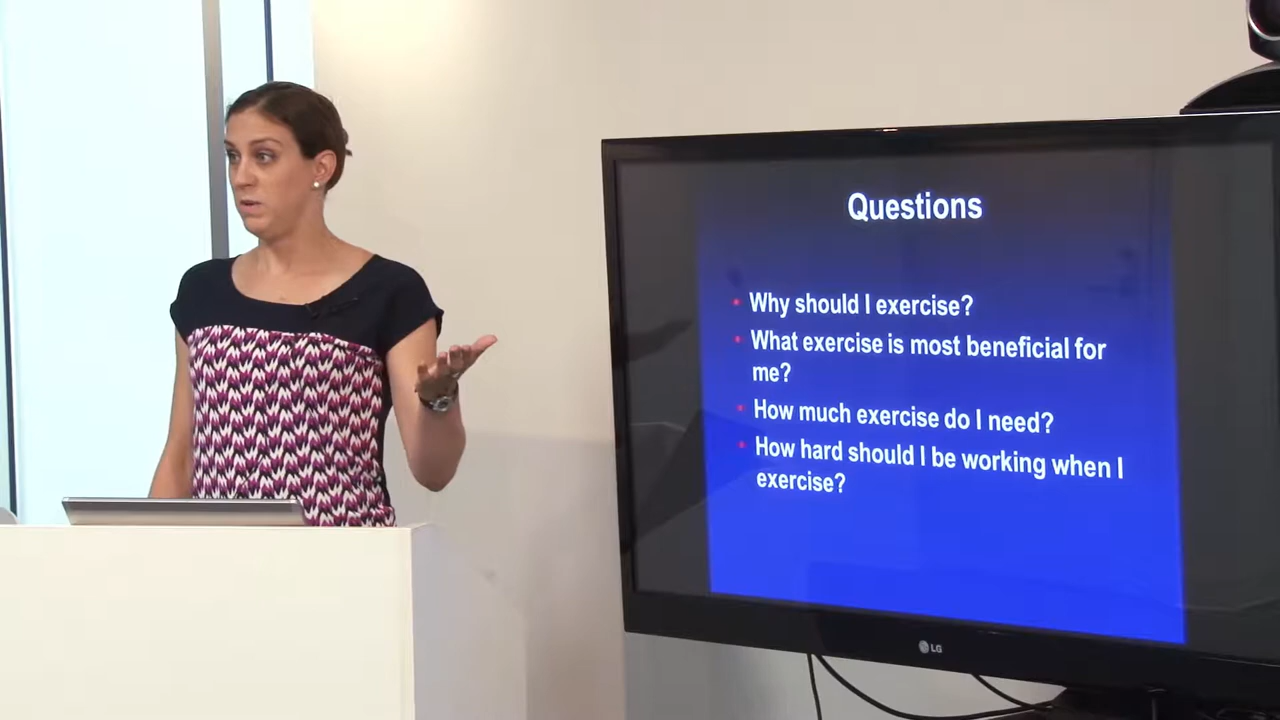 Questions
• Why should I exercise?
• What exercise is most beneficial for
me?
• How much exercise do I need?
• How hard should I be working when I
exercise?
LG